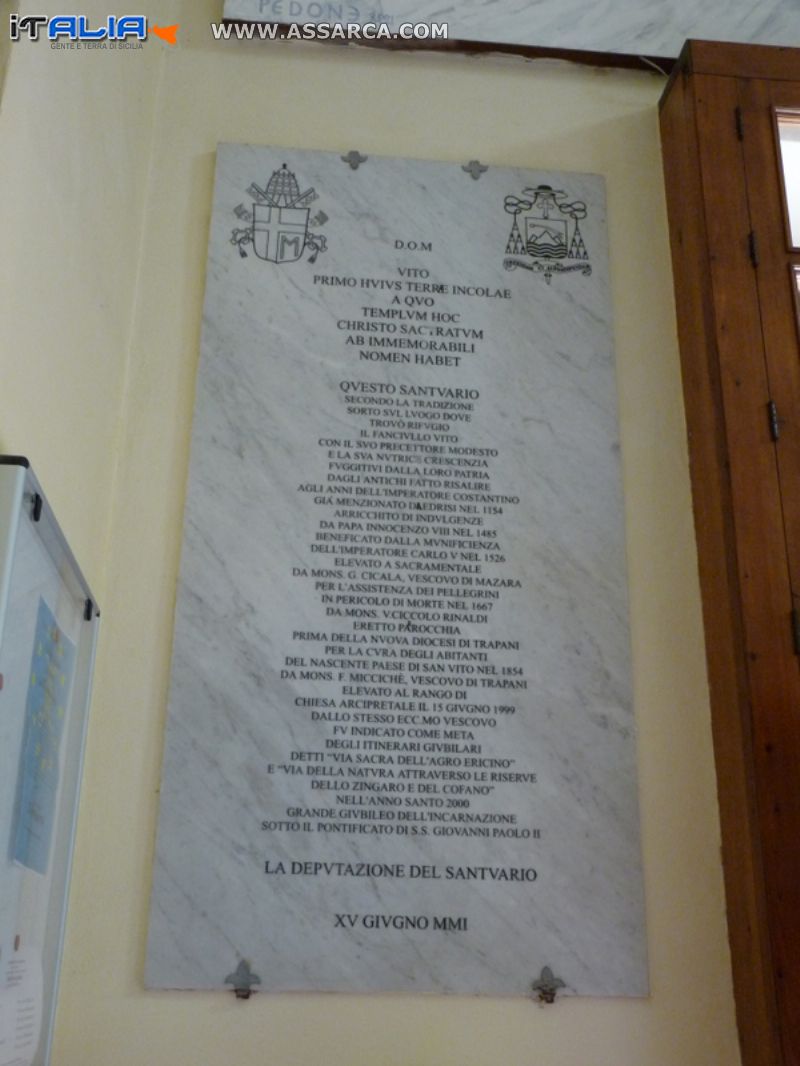 PEDONE
iTALIA
GENTE E TERRA DI SICILIA
WWW.ASSARCA.COM
D.O.M
VITO
PRIMO HVIVS TERRE INCOLAE
A QVO
TEMPLVM HOC
CHRISTO SACRATVM
AB IMMEMORABILI
NOMEN HABET
QVESTO SANTVARIO
SECONDO LA TRADIZIONE
SORTO SVL LVOGO DOVE
TROVÒ RIFVGIO
IL FANCIVLLO VITO
CON IL SVO PRECETTORE MODESTO
E LA SVA NVTRICE CRESCENZIA
FVGGITIVI DALLA LORO PATRIA
DAGLI ANTICHI FATTO RISALIRE
AGLI ANNI DELL'IMPERATORE COSTANTINO
GIÀ MENZIONATO DA EDRISI NEL 1154
ARRICCHITO DI INDVLGENZE
DA PAPA INNOCENZO VIII NEL 1485
BENEFICATO DALLA MVNIFICIENZA
DELL'IMPERATORE CARLO V NEL 1526
ELEVATO A SACRAMENTALE
DA MONS. G. CICALA, VESCOVO DI MAZARA
PER L'ASSISTENZA DEI PELLEGRINI
IN PERICOLO DI MORTE NEL 1667
DA MONS. V.CICCOLO RINALDI
ERETTO PAROCCHIA
PRIMA DELLA NVOVA DIOCESI DI TRAPANI
PER LA CVRA DEGLI ABITANTI
DEL NASCENTE PAESE DI SAN VITO NEL 1854
DA MONS. F. MICCICHÈ, VESCOVO DI TRAPANI
ELEVATO AL RANGO DI
CHIESA ARCIPRETALE IL 15 GIVGNO 1999
DALLO STESSO ECC.MO VESCOVO
FV INDICATO COME META
DEGLI ITINERARI GIVBILARI
DETTI "VIA SACRA DELL'AGRO ERICINO"
E "VIA DELLA NATVRA ATTRAVERSO LE RISERVE
DELLO ZINGARO E DEL COFANO"
NELL'ANNO SANTO 2000
GRANDE GIVBILEO DELL'INCARNAZIONE
SOTTO IL PONTIFICATO DI S.S. GIOVANNI PAOLO II
LA DEPVTAZIONE DEL SANTVARIO
XV GIVGNO MMI